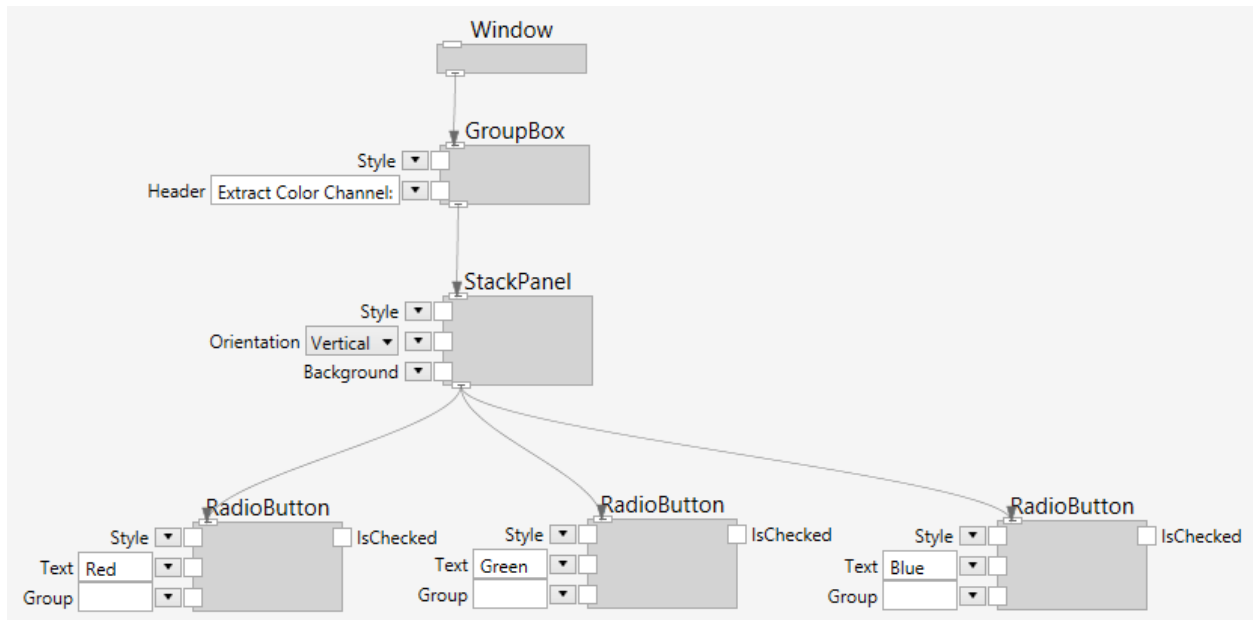 Window
GroupBox
Style
Header Extract Color Channel:
StackPanel
Style
Orientation Vertical
Background
RadioButton
Style IsChecked
Text Red
Group
RadioButton
Style IsChecked
Text Green
Group
RadioButton
Style IsChecked
Text Blue
Group